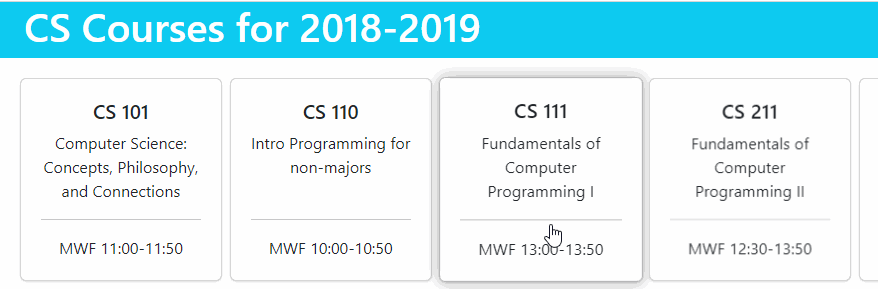 CS Courses for 2018-2019
CS 101
Computer Science:
Concepts, Philosophy,
and Connections
MWF 11:00-11:50
CS 110
Intro Programming for
non-majors
MWF 10:00-10:50
CS 111
Fundamentals of
Computer
Programming I
MWF 13:00-13:50
CS 211
Fundamentals of
Computer
Programming II
MWF 12:30-13:50